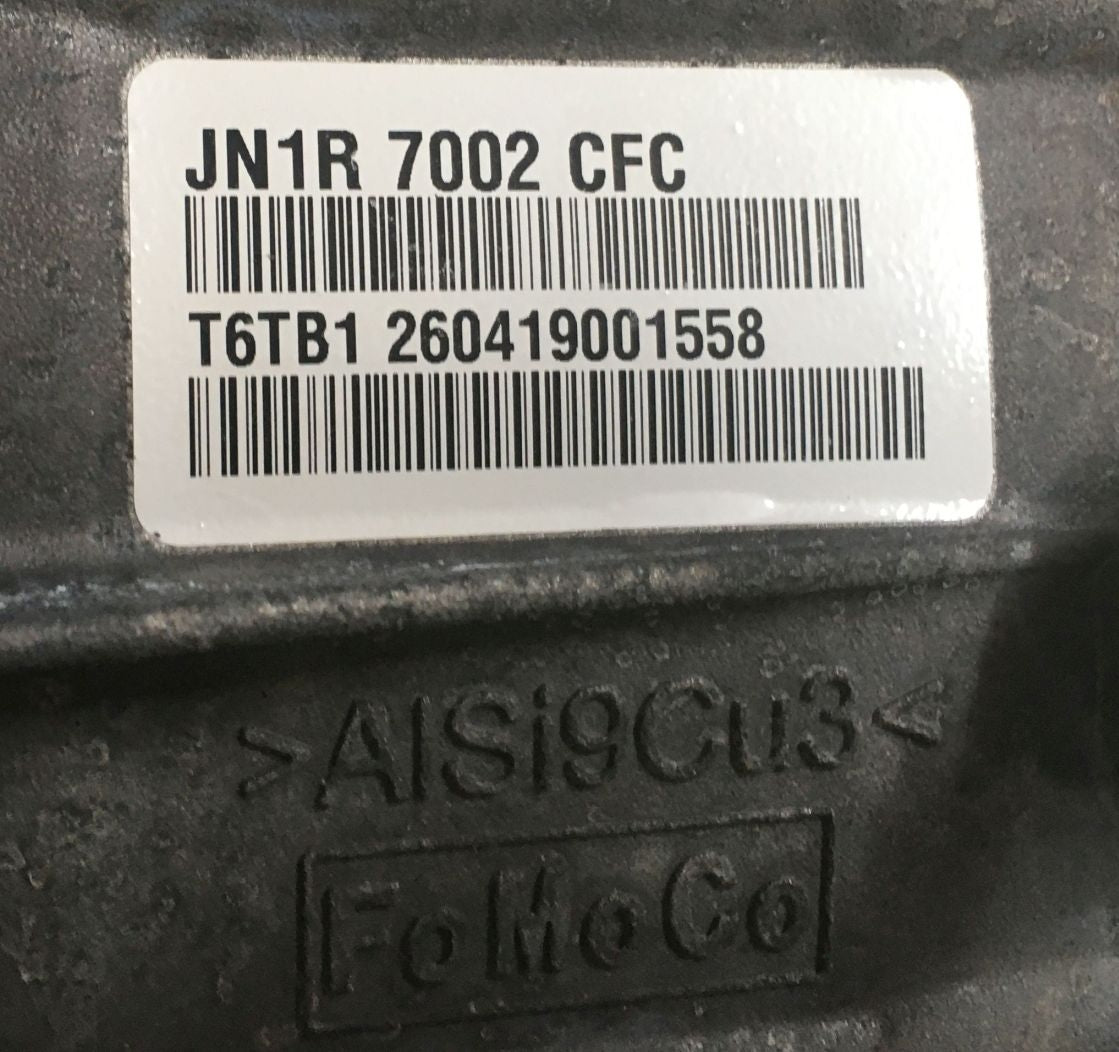 JN1R 7002 CFC
T6TB1 260419001558
>AlSi9Cu3<
FoMoCo